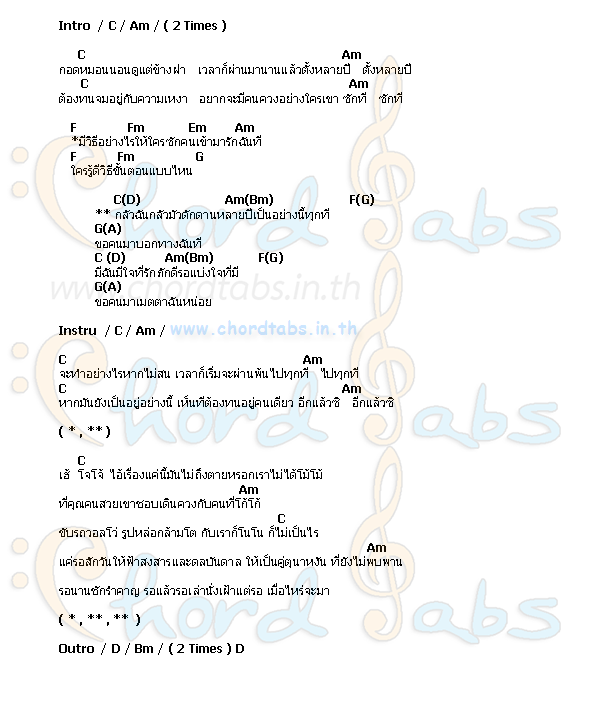 Intro / C / Am / ( 2 Times )
C Am
กอดหมอนนอนดูแต่ข้างฝา เวลาก็ผ่านมานานแล้วตั้งหลายปี ตั้งหลายปี
C Am
ต้องทนจมอยู่กับความเหงา อยากจะมีคนควงอย่างใครเขา ซักที ซักที
F Fm Em Am
*มีวิธีอย่างไรให้ใครซักคนเข้ามารักฉันที
F Fm G
ใครรู้ดีวิธีขั้นตอนแบบไหน
C(D) Am(Bm) F(G)
** กลัวฉันกลัวมัวดักดานหลายปีเป็นอย่างนี้ทุกที
G(A)
ขอคนมาบอกทางฉันที
C (D) Am(Bm) F(G)
มีฉันมีใจที่รักภักดีรอแบ่งใจที่มี
G(A)
ขอคนมาเมตตาฉันหน่อย
www.chordtabs.in.th
Instru / C / Am / www.chordtabs.in.th
C Am
จะทำอย่างไรหากไม่สน เวลาก็เริ่มจะผ่านพ้นไปทุกที ไปทุกที
C Am
หากมันยังเป็นอยู่อย่างนี้ เห็นทีต้องทนอยู่คนเดียว อีกแล้วซิ อีกแล้วซิ
( * , ** )
C
เฮ้ โจโจ้ ไอ้เรื่องแค่นี้มันไม่ถึงตายหรอกเราไม่ได้โม้โม้
Am
ที่คุณคนสวยเขาชอบเดินควงกับคนที่โก้โก้
C
ขับรถวอลโว่ รูปหล่อกล้ามโต กับเราก็โนโน ก็ไม่เป็นไร
Am
แค่รอสักวันให้ฟ้าสงสารและดลบันดาล ให้เป็นคู่ตุนาหงัน ที่ยังไม่พบพาน
รอนานซักรำคาญ รอแล้วรอเล่านั่งเฝ้าแต่รอ เมื่อไหร่จะมา
( * , ** , ** )
Outro / D / Bm / ( 2 Times ) D
Chord Tabs
Chord Tabs
Chord Tabs
Chord Tabs